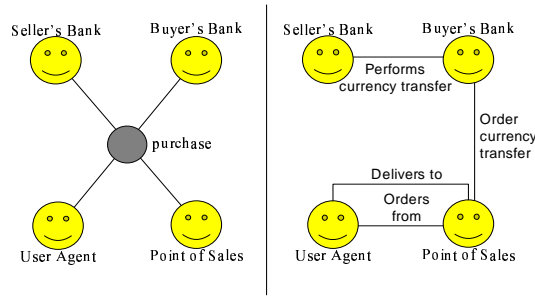 Seller's Bank
Buyer's Bank
purchase
User Agent
Point of Sales
Seller's Bank
Buyer's Bank
Performs
currency transfer
Order
currency
transfer
Delivers to
Orders
from
User Agent
Point of Sales